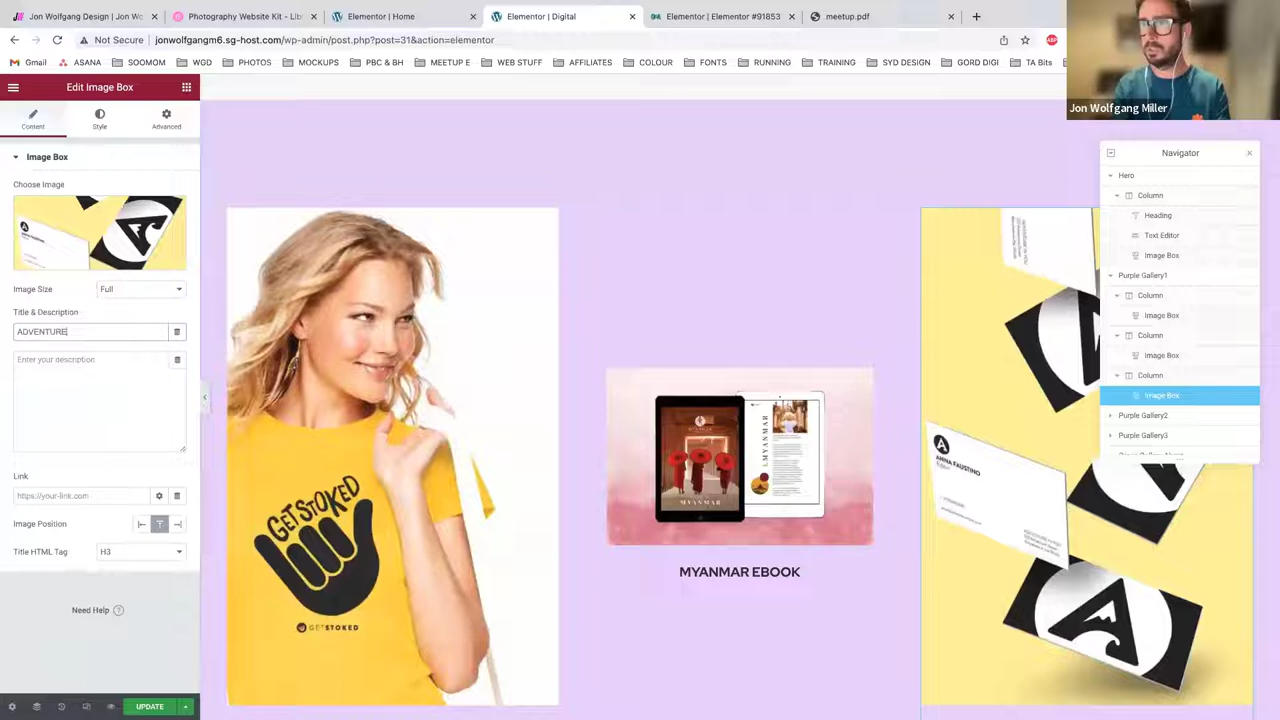 Jon Wolfgang Design | Jon Wo
Photography Website Kit - Lib
Elementor | Home
Elementor | Digital
Elementor | Elementor #91853
meetup.pdf
Not Secure
jonwolfgangm6.sg-host.com/wp-admin/post.php?post=31&action=elementor
ABP
Gmail
ASANA
SOOMOM
WGD
PHOTOS
MOCKUPS
PBC & BH
MEETUP E
WEB STUFF
AFFILIATES
COLOUR
FONTS
RUNNING
TRAINING
SYD DESIGN
GORD DIGI
TA Bits
Jon Wolfgang Miller
Edit Image Box
Content
Style
Advanced
Image Box
Choose Image
Image Size
Full
Title & Description
ADVENTURE
Enter your description
Link
https://your-link.com
Image Position
Title HTML Tag
H3
Need Help
UPDATE
GET STOKED
GETSTOKED
MYANMAR
MYANMAR
MYANMAR EBOOK
ANNA FAUSTINO
Navigator
Hero
Column
Heading
Text Editor
Image Box
Purple Gallery1
Column
Image Box
Column
Image Box
Column
Image Box
Purple Gallery2
Purple Gallery3